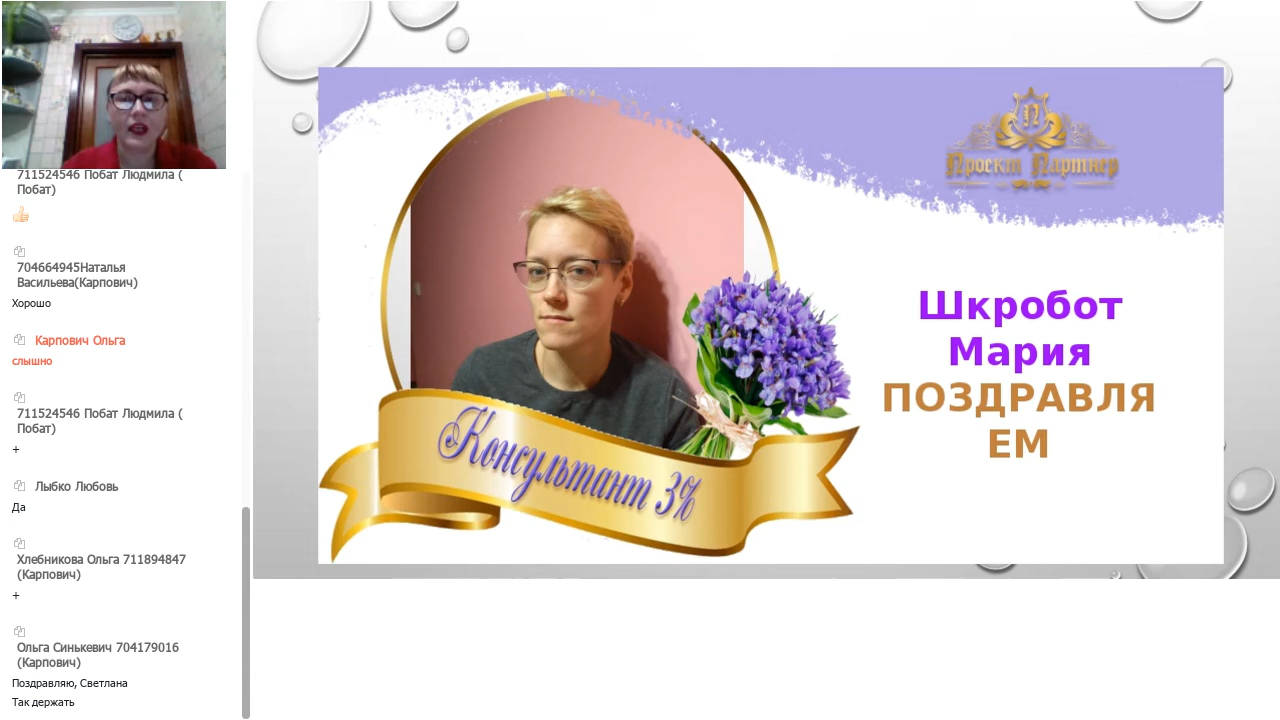 711524546 Побат Людмила (
Побат)
704664945Наталья
Васильева(Карпович)
Хорошо
Карпович Ольга
слышно
711524546 Побат Людмила (
Побат)
+
Лыбко Любовь
Да
Хлебникова Ольга 711894847
(Карпович)
+
Ольга Синькевич 704179016
(Карпович)
Поздравляю, Светлана
Так держать
П
Проект Партнер
Шкробот
Мария
ПОЗДРАВЛЯ
ЕМ
Консультант 3%